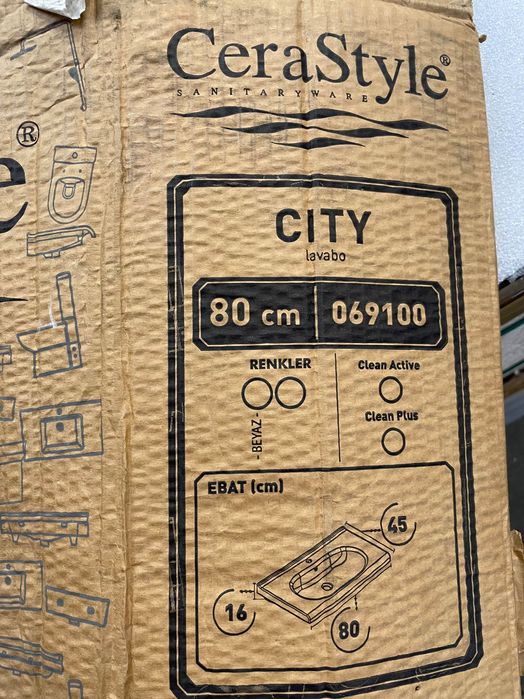 CeraStyle®
SANITARYWARE
®
CITY
lavabo
80 cm 069100
RENKLER
- BEYAZ -
Clean Active
Clean Plus
EBAT (cm)
45
16
80